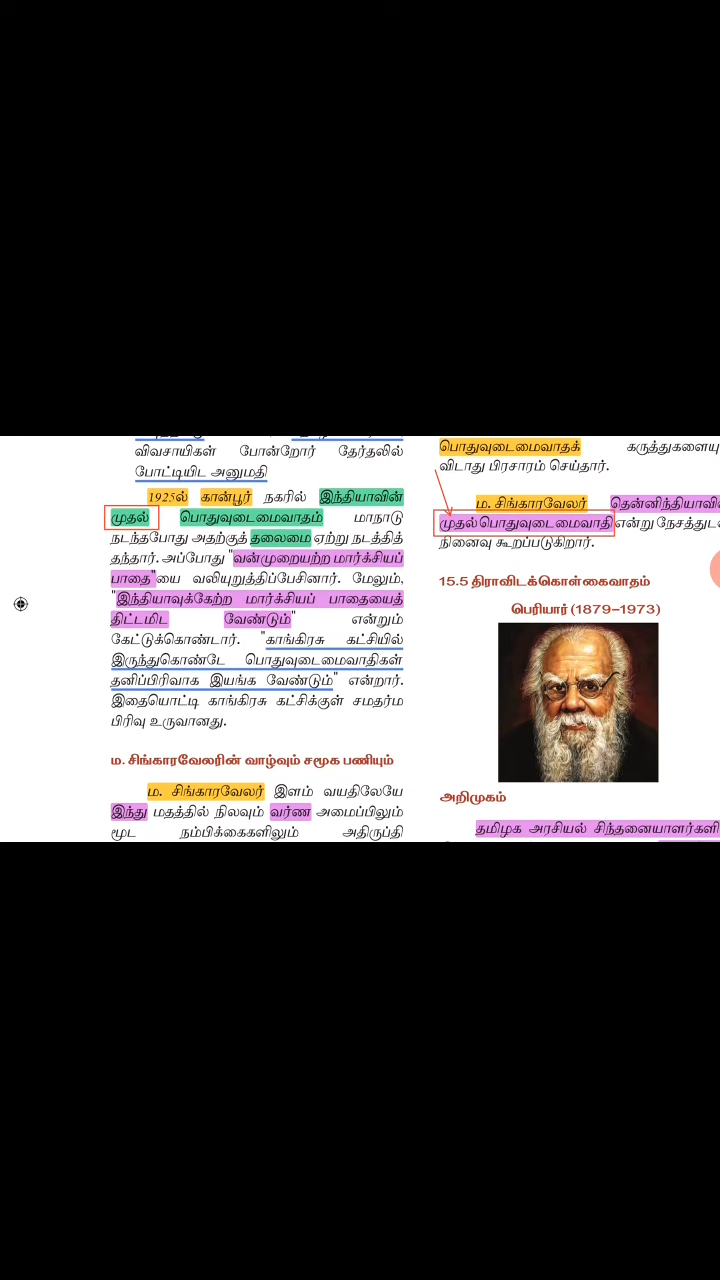 விவசாயிகள் போன்றோர் தேர்தலில்
போட்டியிட அனுமதி
1925ல் கான்பூர் நகரில் இந்தியாவின்
முதல் பொதுவுடைமைவாதம் மாநாடு
நடந்தபோது அதற்குத் தலைமை ஏற்று நடத்தித்
தந்தார். அப்போது "வன்முறையற்ற மார்க்சியப்
பாதை"யை வலியுறுத்திப்பேசினார். மேலும்,
"இந்தியாவுக்கேற்ற மார்க்சியப் பாதையைத்
திட்டமிட வேண்டும்" என்றும்
கேட்டுக்கொண்டார். "காங்கிரசு கட்சியில்
இருந்துகொண்டே பொதுவுடைமைவாதிகள்
தனிப்பிரிவாக இயங்க வேண்டும்" என்றார்.
இதையொட்டி காங்கிரசு கட்சிக்குள் சமதர்ம
பிரிவு உருவானது.
ம. சிங்காரவேலரின் வாழ்வும் சமூக பணியும்
ம. சிங்காரவேலர் இளம் வயதிலேயே
இந்து மதத்தில் நிலவும் வர்ண அமைப்பிலும்
மூட நம்பிக்கைகளிலும் அதிருப்தி
பொதுவுடைமைவாதக் கருத்துகளையு
விடாது பிரசாரம் செய்தார்.
ம. சிங்காரவேலர் தென்னிந்தியாவி
முதல் பொதுவுடைமைவாதி என்று நேசத்துட
நினைவு கூறப்படுகிறார்.
15.5 திராவிடக்கொள்கைவாதம்
பெரியார் (1879–1973)
அறிமுகம்
தமிழக அரசியல் சிந்தனையாளர்களி